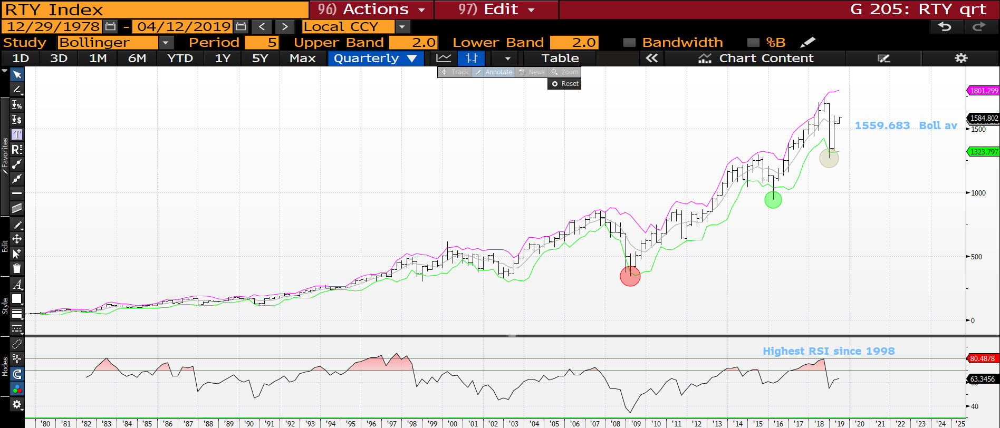 RTY Index 96) Actions 97) Edit G 205: RTY qrt
12/29/1978 - 04/12/2019 < > Local CCY
Study Bollinger Period 5 Upper Band 2.0 Lower Band 2.0 Bandwidth %B
1D 3D 1M 6M YTD 1Y 5Y Max Quarterly ▼ Table « Chart Content
Track Annotate News Zoom
Reset
Favorites
Edit
Style
Modes
1801.299
1584.802
1559.683 Boll av
1500
1323.797
1000
500
0
Highest RSI since 1998
80.4878
63.3456
60
40
'80 '81 '82 '83 '84 '85 '86 '87 '88 '89 '90 '91 '92 '93 '94 '95 '96 '97 '98 '99 '00 '01 '02 '03 '04 '05 '06 '07 '08 '09 '10 '11 '12 '13 '14 '15 '16 '17 '18 '19 '20 '21 '22 '23 '24 '25